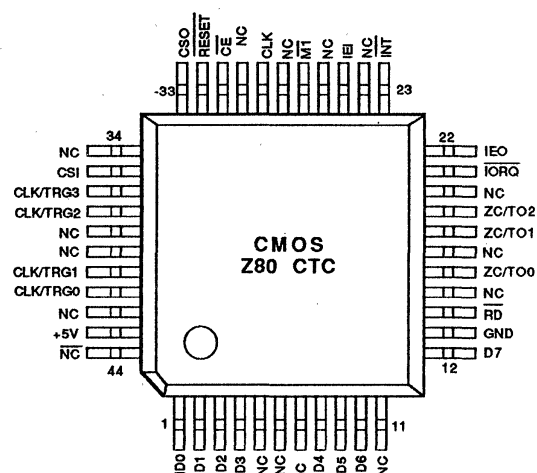 CSO
RESET
CE
NC
CLK
NC
M1
NC
IEI
NC
INT
-33
23
34
22
NC
CSI
CLK/TRG3
CLK/TRG2
NC
NC
CLK/TRG1
CLK/TRG0
NC
+5V
NC
44
CMOS
Z80 CTC
IEO
IORQ
NC
ZC/TO2
ZC/TO1
NC
ZC/TO0
NC
RD
GND
D7
12
1
11
D0
D1
D2
D3
NC
NC
C
D4
D5
D6
NC